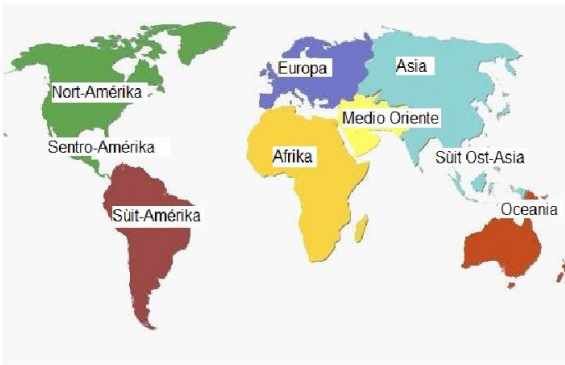 Europa
Asia
Nort-Amérika
Medio Oriente
Sentro-Amérika
Afrika
Sùit Ost-Asia
Sùit-Amérika
Oceania